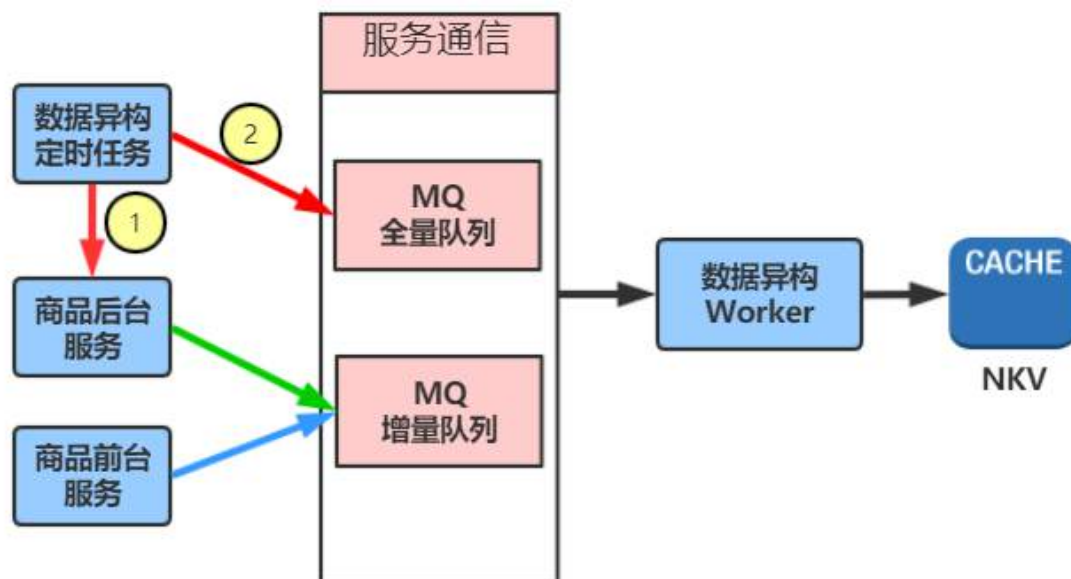 服务通信
数据异构
定时任务
2
1
MQ
全量队列
商品后台
服务
数据异构
Worker
CACHE
NKV
MQ
增量队列
商品前台
服务